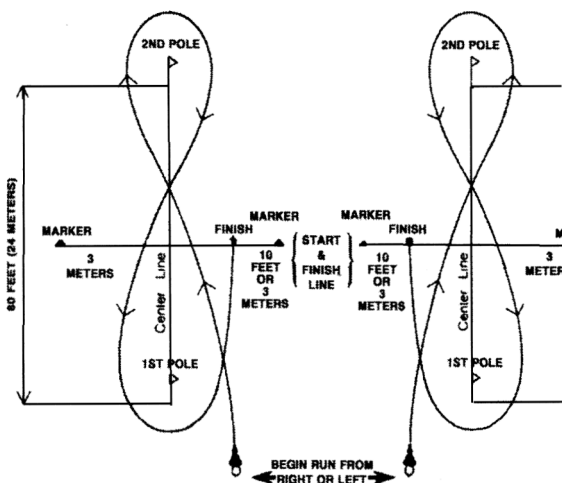 2ND POLE
2ND POLE
80 FEET (24 METERS)
MARKER
FINISH
MARKER
MARKER
FINISH
M
3
METERS
10
FEET
OR
3
METERS
START
&
FINISH
LINE
10
FEET
OR
3
METERS
3
METER
Center Line
Center Line
1ST POLE
1ST POLE
BEGIN RUN FROM
RIGHT OR LEFT